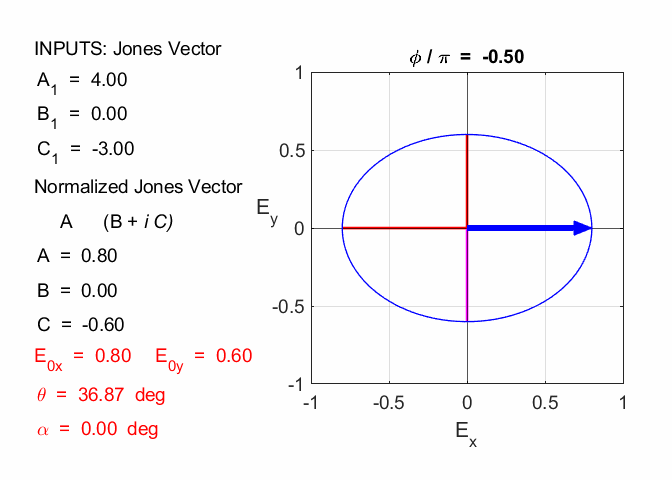 INPUTS: Jones Vector
A1 = 4.00
B1 = 0.00
C1 = -3.00
Normalized Jones Vector
A (B + i C)
A = 0.80
B = 0.00
C = -0.60
E0x = 0.80 E0y = 0.60
θ = 36.87 deg
α = 0.00 deg
ϕ / π = -0.50
1
0.5
0
-0.5
-1
Ey
-1 -0.5 0 0.5 1
Ex